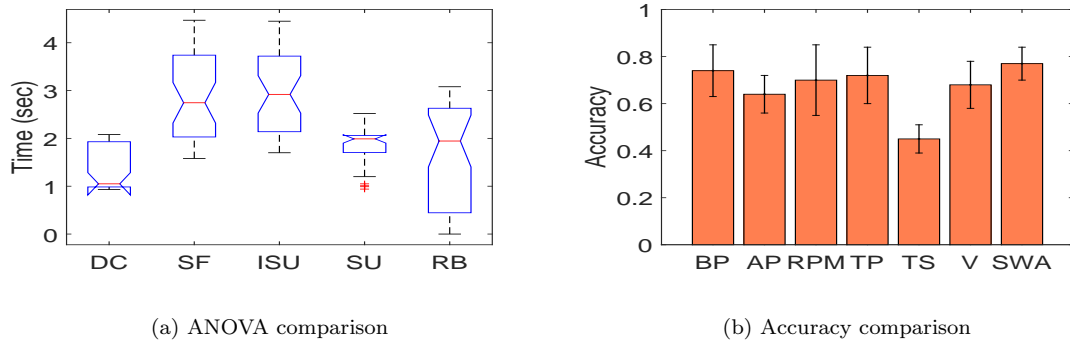 Time (sec)
4
3
2
1
0
DC SF ISU SU RB
(a) ANOVA comparison
Accuracy
1
0.8
0.6
0.4
0.2
0
BP AP RPM TP TS V SWA
(b) Accuracy comparison